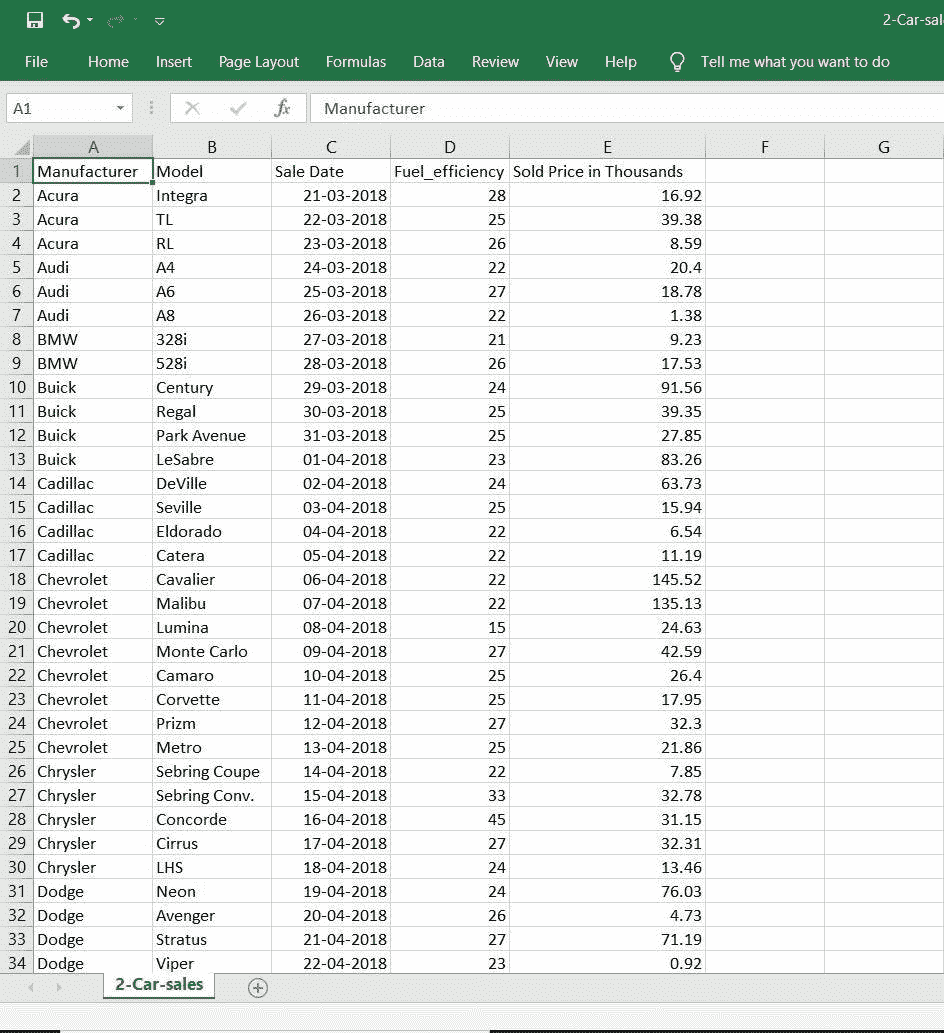 2-Car-sal
File Home Insert Page Layout Formulas Data Review View Help Tell me what you want to do
A1 fx Manufacturer
A B C D E F G
1 Manufacturer Model Sale Date Fuel_efficiency Sold Price in Thousands
2 Acura Integra 21-03-2018 28 16.92
3 Acura TL 22-03-2018 25 39.38
4 Acura RL 23-03-2018 26 8.59
5 Audi A4 24-03-2018 22 20.4
6 Audi A6 25-03-2018 27 18.78
7 Audi A8 26-03-2018 22 1.38
8 BMW 328i 27-03-2018 21 9.23
9 BMW 528i 28-03-2018 26 17.53
10 Buick Century 29-03-2018 24 91.56
11 Buick Regal 30-03-2018 25 39.35
12 Buick Park Avenue 31-03-2018 25 27.85
13 Buick LeSabre 01-04-2018 23 83.26
14 Cadillac DeVille 02-04-2018 24 63.73
15 Cadillac Seville 03-04-2018 25 15.94
16 Cadillac Eldorado 04-04-2018 22 6.54
17 Cadillac Catera 05-04-2018 22 11.19
18 Chevrolet Cavalier 06-04-2018 22 145.52
19 Chevrolet Malibu 07-04-2018 22 135.13
20 Chevrolet Lumina 08-04-2018 15 24.63
21 Chevrolet Monte Carlo 09-04-2018 27 42.59
22 Chevrolet Camaro 10-04-2018 25 26.4
23 Chevrolet Corvette 11-04-2018 25 17.95
24 Chevrolet Prizm 12-04-2018 27 32.3
25 Chevrolet Metro 13-04-2018 25 21.86
26 Chrysler Sebring Coupe 14-04-2018 22 7.85
27 Chrysler Sebring Conv. 15-04-2018 33 32.78
28 Chrysler Concorde 16-04-2018 45 31.15
29 Chrysler Cirrus 17-04-2018 27 32.31
30 Chrysler LHS 18-04-2018 24 13.46
31 Dodge Neon 19-04-2018 24 76.03
32 Dodge Avenger 20-04-2018 26 4.73
33 Dodge Stratus 21-04-2018 27 71.19
34 Dodge Viper 22-04-2018 23 0.92
2-Car-sales